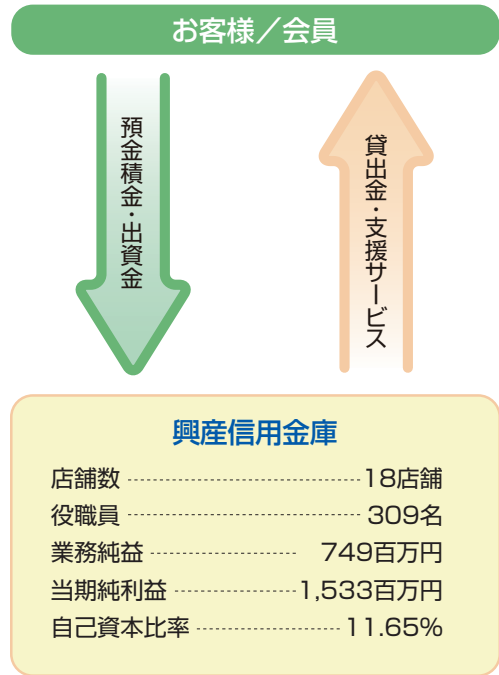 お客様／会員
預金積金・出資金
貸出金・支援サービス
興産信用金庫
店舗数 18店舗
役職員 309名
業務純益 749百万円
当期純利益 1,533百万円
自己資本比率 11.65%